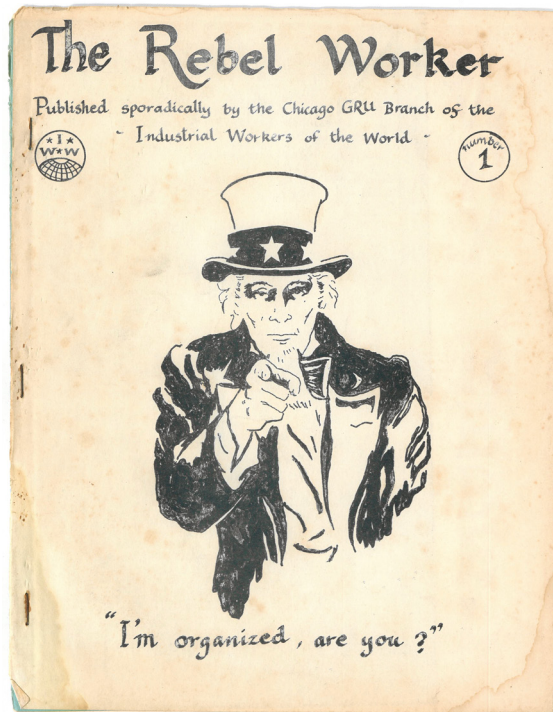 The Rebel Worker
Published sporadically by the Chicago GRU Branch of the
- Industrial Workers of the World -
★ I ★
W ★ W
number
1
"I'm organized, are you?"